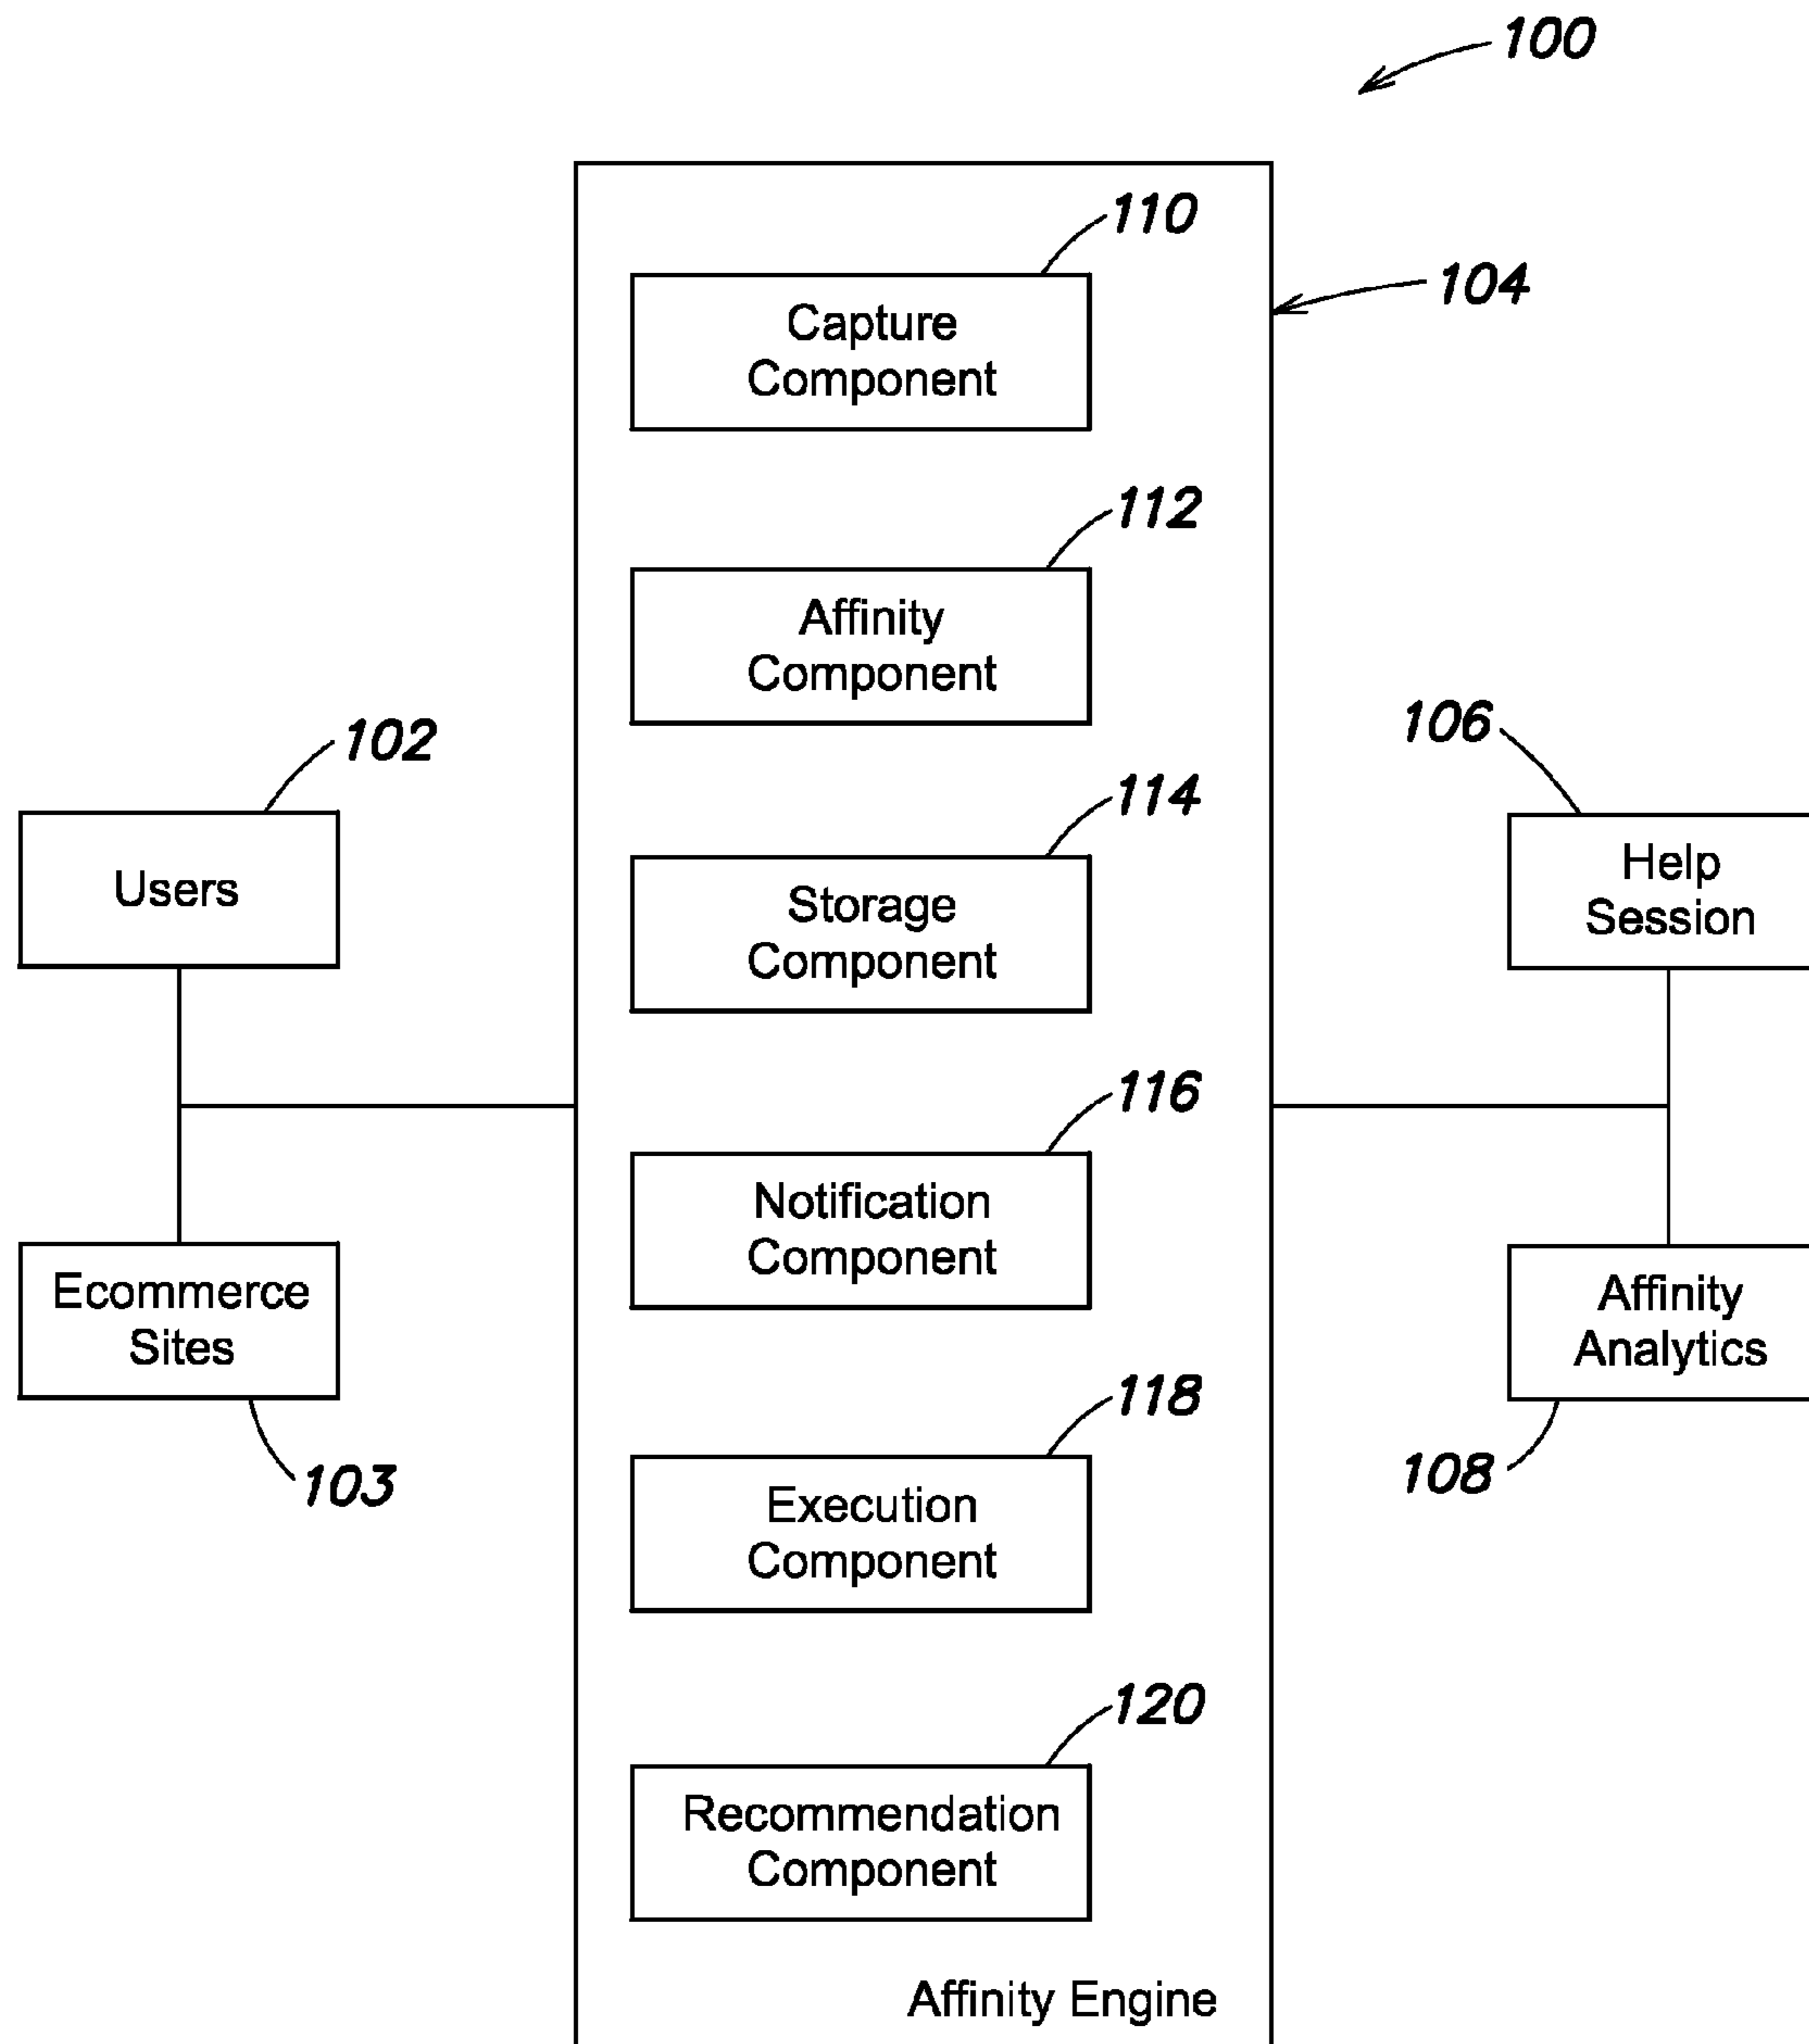 100
110
Capture
Component
104
112
Affinity
Component
102
Users
114
Storage
Component
106
Help
Session
116
Notification
Component
Ecommerce
Sites
103
Affinity
Analytics
108
118
Execution
Component
120
Recommendation
Component
Affinity Engine